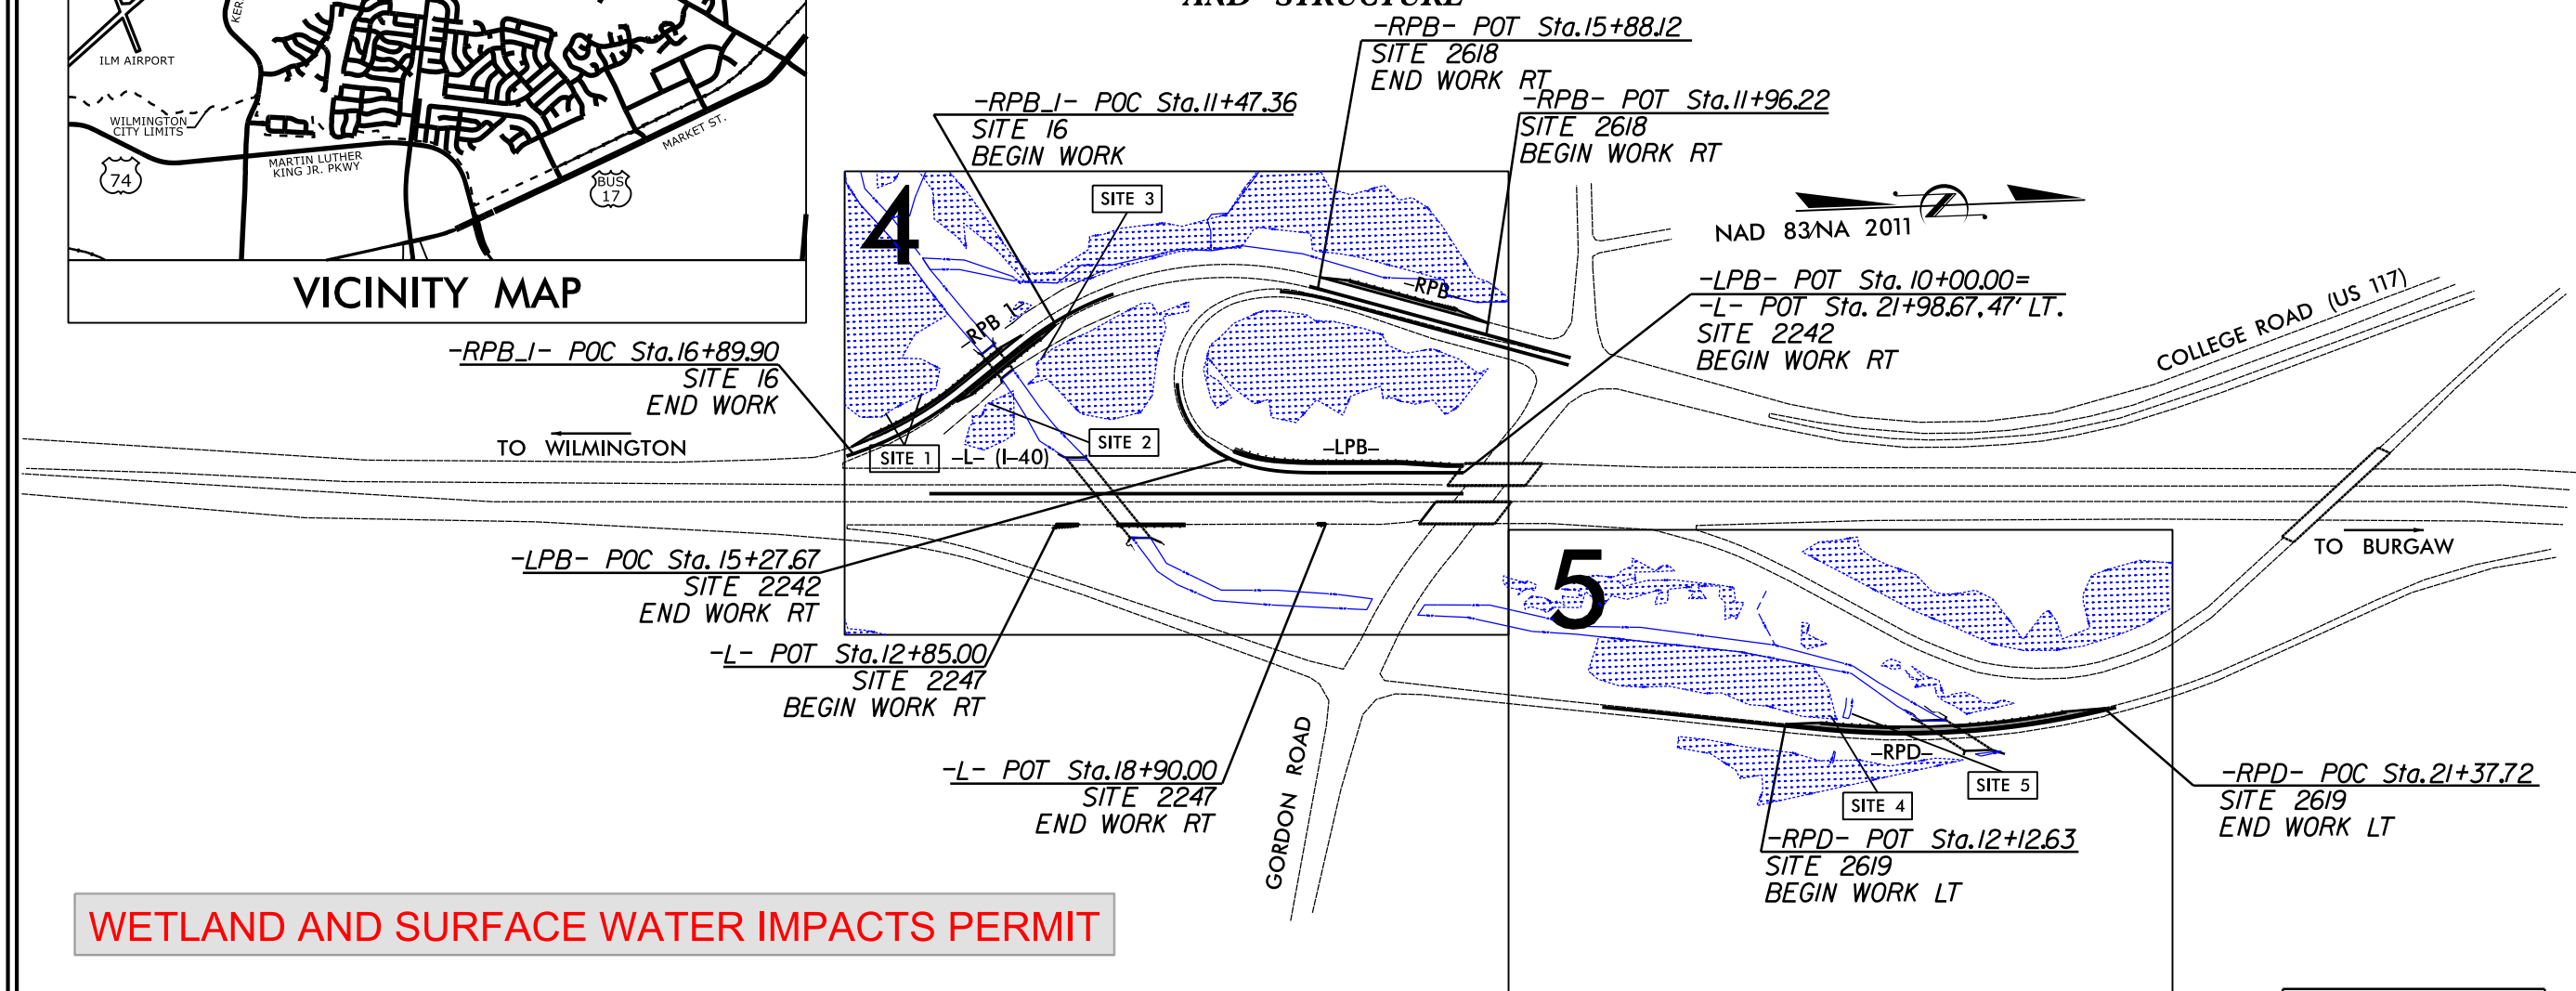 AND STRUCTURE
ILM AIRPORT
WILMINGTON
CITY LIMITS
MARTIN LUTHER
KING JR. PKWY
74
BUS
17
MARKET ST.
VICINITY MAP
-RPB- POT Sta.15+88.12
SITE 2618
END WORK RT
-RPB_1- POC Sta.11+47.36
SITE 16
BEGIN WORK
-RPB- POT Sta.11+96.22
SITE 2618
BEGIN WORK RT
4
SITE 3
NAD 83/NA 2011
-RPB-
-RPB 1-
-LPB- POT Sta. 10+00.00=
-L- POT Sta. 21+98.67, 47' LT.
SITE 2242
BEGIN WORK RT
COLLEGE ROAD (US 117)
-RPB_1- POC Sta.16+89.90
SITE 16
END WORK
TO WILMINGTON
SITE 1
-L- (I-40)
SITE 2
-LPB-
TO BURGAW
-LPB- POC Sta. 15+27.67
SITE 2242
END WORK RT
5
-L- POT Sta.12+85.00
SITE 2247
BEGIN WORK RT
-L- POT Sta.18+90.00
SITE 2247
END WORK RT
GORDON ROAD
-RPD-
SITE 4
SITE 5
-RPD- POC Sta.21+37.72
SITE 2619
END WORK LT
-RPD- POT Sta.12+12.63
SITE 2619
BEGIN WORK LT
WETLAND AND SURFACE WATER IMPACTS PERMIT